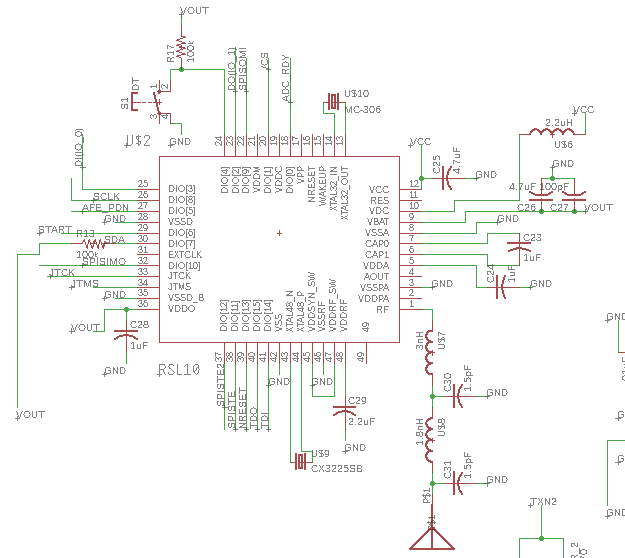 VOUT
R17
100k
DT
S1
1
2
3
4
GND
U$2
DIO[IO_1]
SPISOMI
/CS
ADC_RDY
U$10
MC-306
24
23
22
21
20
19
18
17
16
15
14
13
DIO[4]
DIO[2]
DIO[9]
VDDM
DIO[1]
VDDC
DIO[0]
VPP
NRESET
WAKEUP
XTAL32_IN
XTAL32_OUT
VCC
C25
4.7uF
GND
2.2uH
U$6
VCC
GND
4.7uF
100pF
C26
C27
VOUT
SCLK
AFE_PDN
GND
START
R13
100k
SDA
SPISIMO
JTCK
JTMS
GND
VOUT
C28
1uF
GND
VOUT
25 DIO[3]
26 DIO[8]
27 DIO[5]
28 VSSD
29 DIO[6]
30 DIO[7]
31 EXTCLK
32 DIO[10]
33 JTCK
34 JTMS
35 VSSD_B
36 VDDO
VCC 12
RES 11
VDC 10
VBAT 9
VSSA 8
CAP0 7
CAP1 6
VDDA 5
AOUT 4
VSSPA 3
VDDPA 2
RF 1
GND
C23
1uF
C24
1uF
GND
GND
DIO[12]
DIO[11]
DIO[13]
DIO[15]
DIO[14]
VSS
XTAL48_N
XTAL48_P
VDDSYN_SW
VSSRF
VDDRF_SW
VDDRF
49
RSL10
37
38
39
40
41
42
43
44
45
46
47
48
49
SPISTE2
SPISTE
NRESET
TDO
TDI
GND
GND
C29
2.2uF
GND
U$9
CX3225SB
3nH
U$7
C30
1.5pF
GND
1.8nH
U$8
C31
1.5pF
GND
TXN2
GND
GND